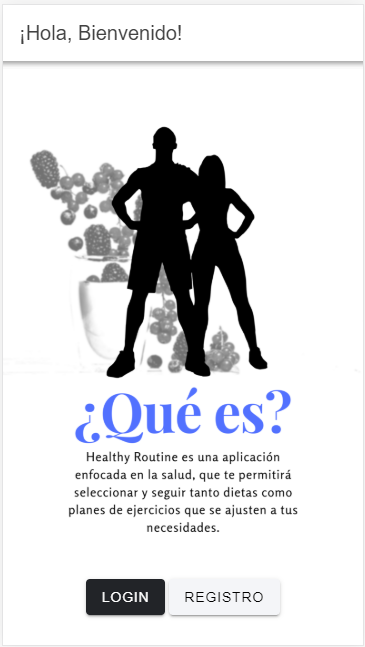 ¡Hola, Bienvenido!
¿Qué es?
Healthy Routine es una aplicación
enfocada en la salud, que te permitirá
seleccionar y seguir tanto dietas como
planes de ejercicios que se ajusten a tus
necesidades.
LOGIN
REGISTRO